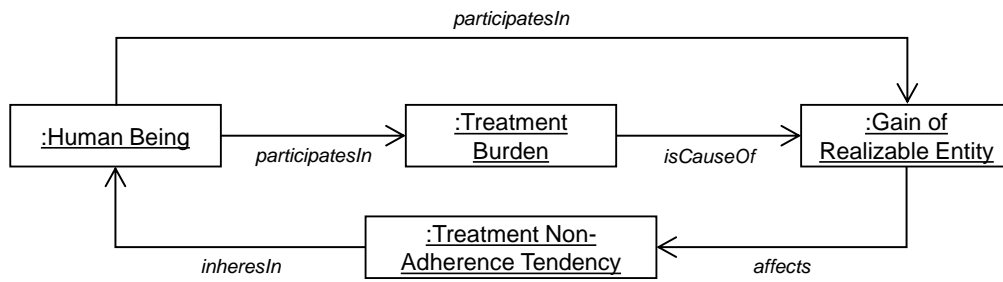 participatesIn
:Human Being
participatesIn
:Treatment
Burden
isCauseOf
:Gain of
Realizable Entity
inheresIn
:Treatment Non-
Adherence Tendency
affects